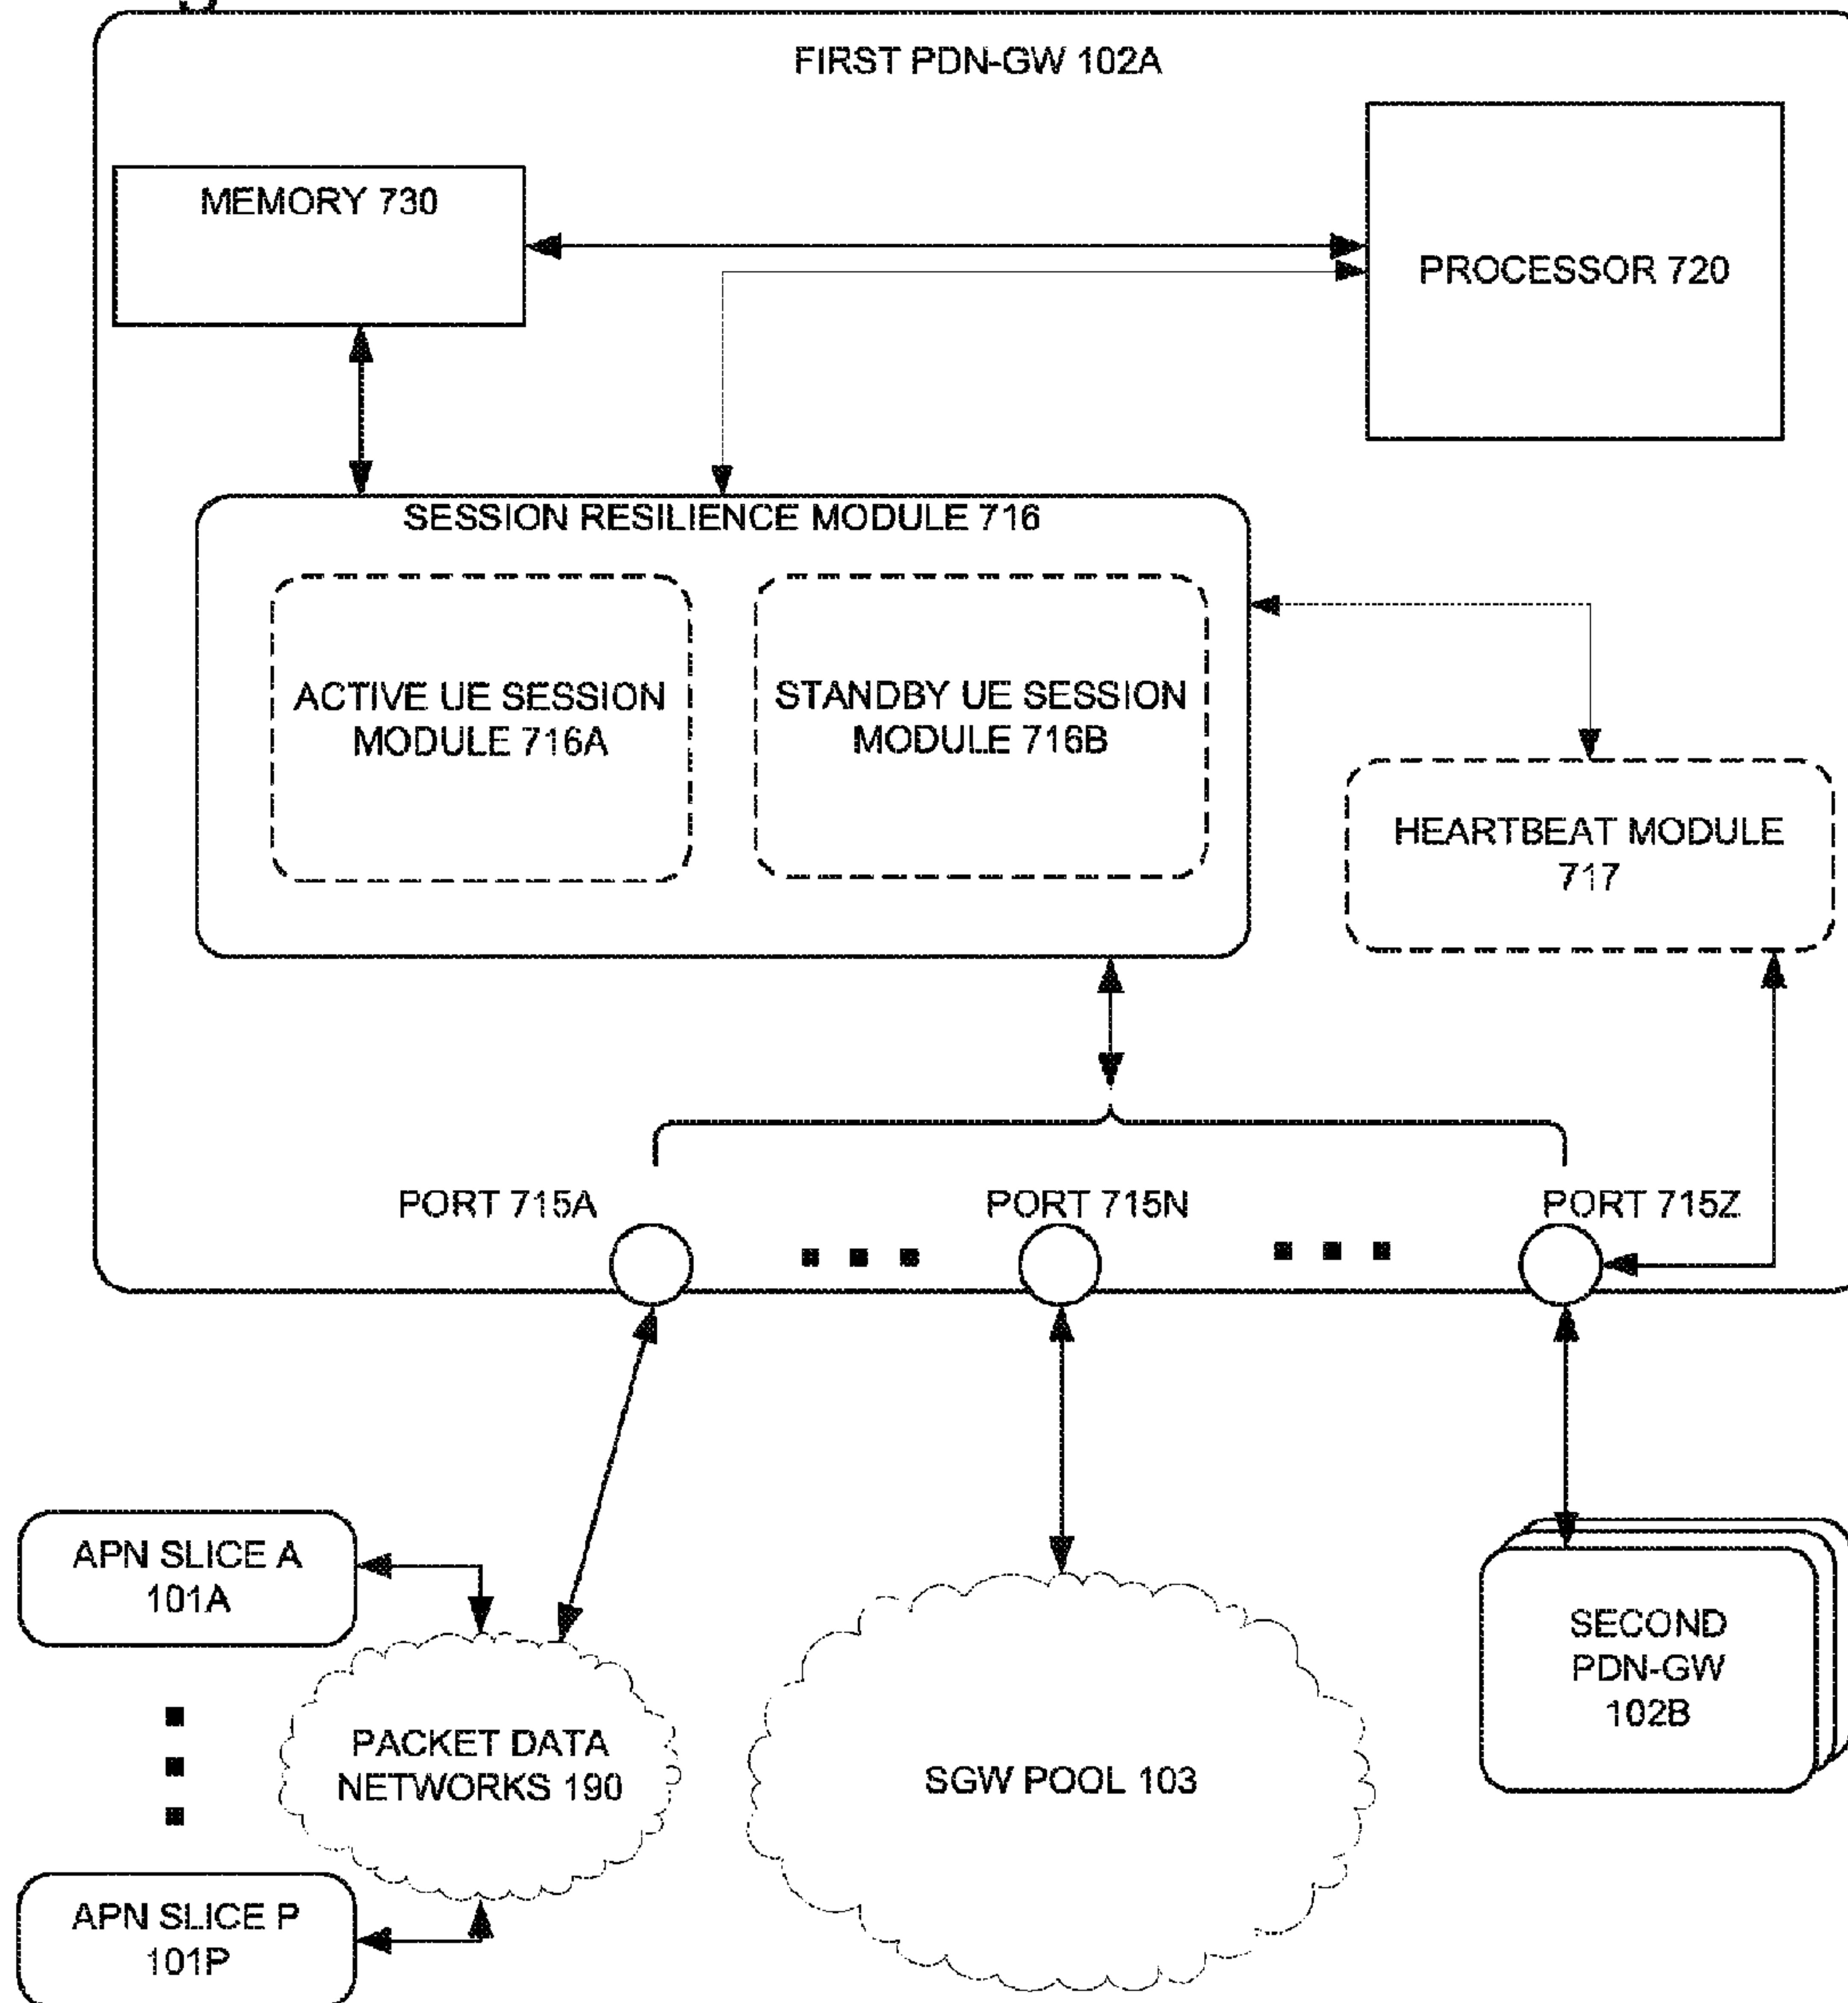 FIRST PDN-GW 102A
MEMORY 730
PROCESSOR 720
SESSION RESILIENCE MODULE 716
ACTIVE UE SESSION
MODULE 716A
STANDBY UE SESSION
MODULE 716B
HEARTBEAT MODULE
717
PORT 715A
PORT 715N
PORT 715Z
APN SLICE A
101A
PACKET DATA
NETWORKS 190
SGW POOL 103
SECOND
PDN-GW
102B
APN SLICE P
101P